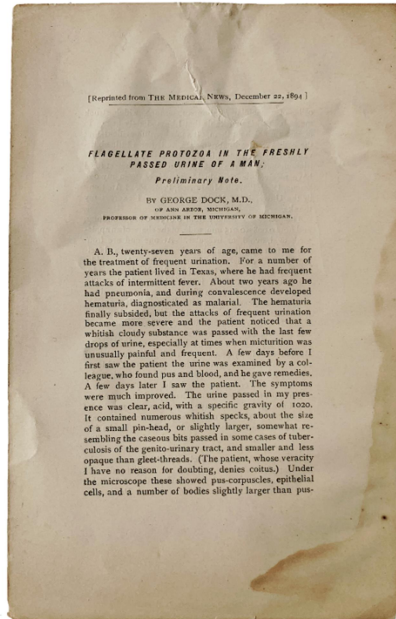 [Reprinted from THE MEDICAL NEWS, December 22, 1894]
FLAGELLATE PROTOZOA IN THE FRESHLY
PASSED URINE OF A MAN;
Preliminary Note.
BY GEORGE DOCK, M.D.,
OF ANN ARBOR, MICHIGAN,
PROFESSOR OF MEDICINE IN THE UNIVERSITY OF MICHIGAN.
A. B., twenty-seven years of age, came to me for
the treatment of frequent urination. For a number of
years the patient lived in Texas, where he had frequent
attacks of intermittent fever. About two years ago he
had pneumonia, and during convalescence developed
hematuria, diagnosticated as malarial. The hematuria
finally subsided, but the attacks of frequent urination
became more severe and the patient noticed that a
whitish cloudy substance was passed with the last few
drops of urine, especially at times when micturition was
unusually painful and frequent. A few days before I
first saw the patient the urine was examined by a col-
league, who found pus and blood, and he gave remedies.
A few days later I saw the patient. The symptoms
were much improved. The urine passed in my pres-
ence was clear, acid, with a specific gravity of 1020.
It contained numerous whitish specks, about the size
of a small pin-head, or slightly larger, somewhat re-
sembling the caseous bits passed in some cases of tuber-
culosis of the genito-urinary tract, and smaller and less
opaque than gleet-threads. (The patient, whose veracity
I have no reason for doubting, denies coitus.) Under
the microscope these showed pus-corpuscles, epithelial
cells, and a number of bodies slightly larger than pus-